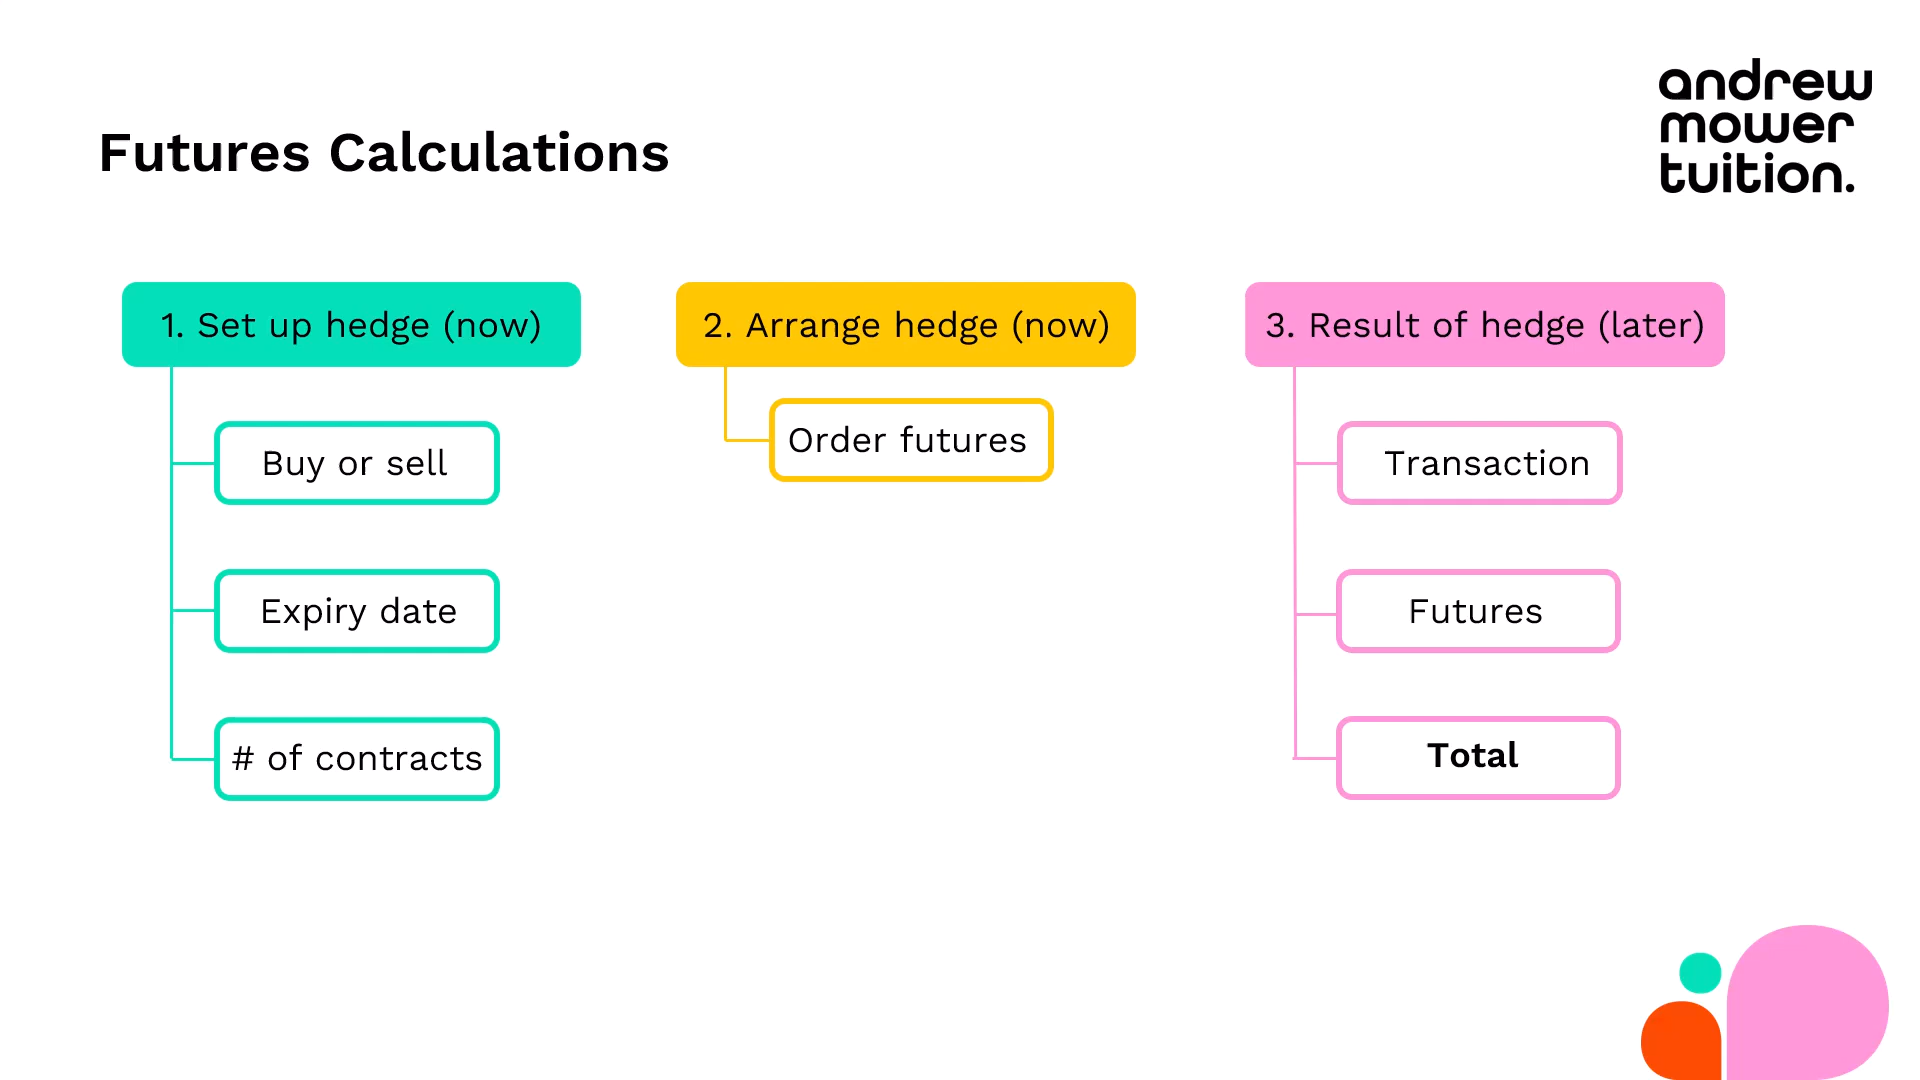 andrew
mower
tuition.
Futures Calculations
1. Set up hedge (now)
Buy or sell
Expiry date
# of contracts
2. Arrange hedge (now)
Order futures
3. Result of hedge (later)
Transaction
Futures
Total